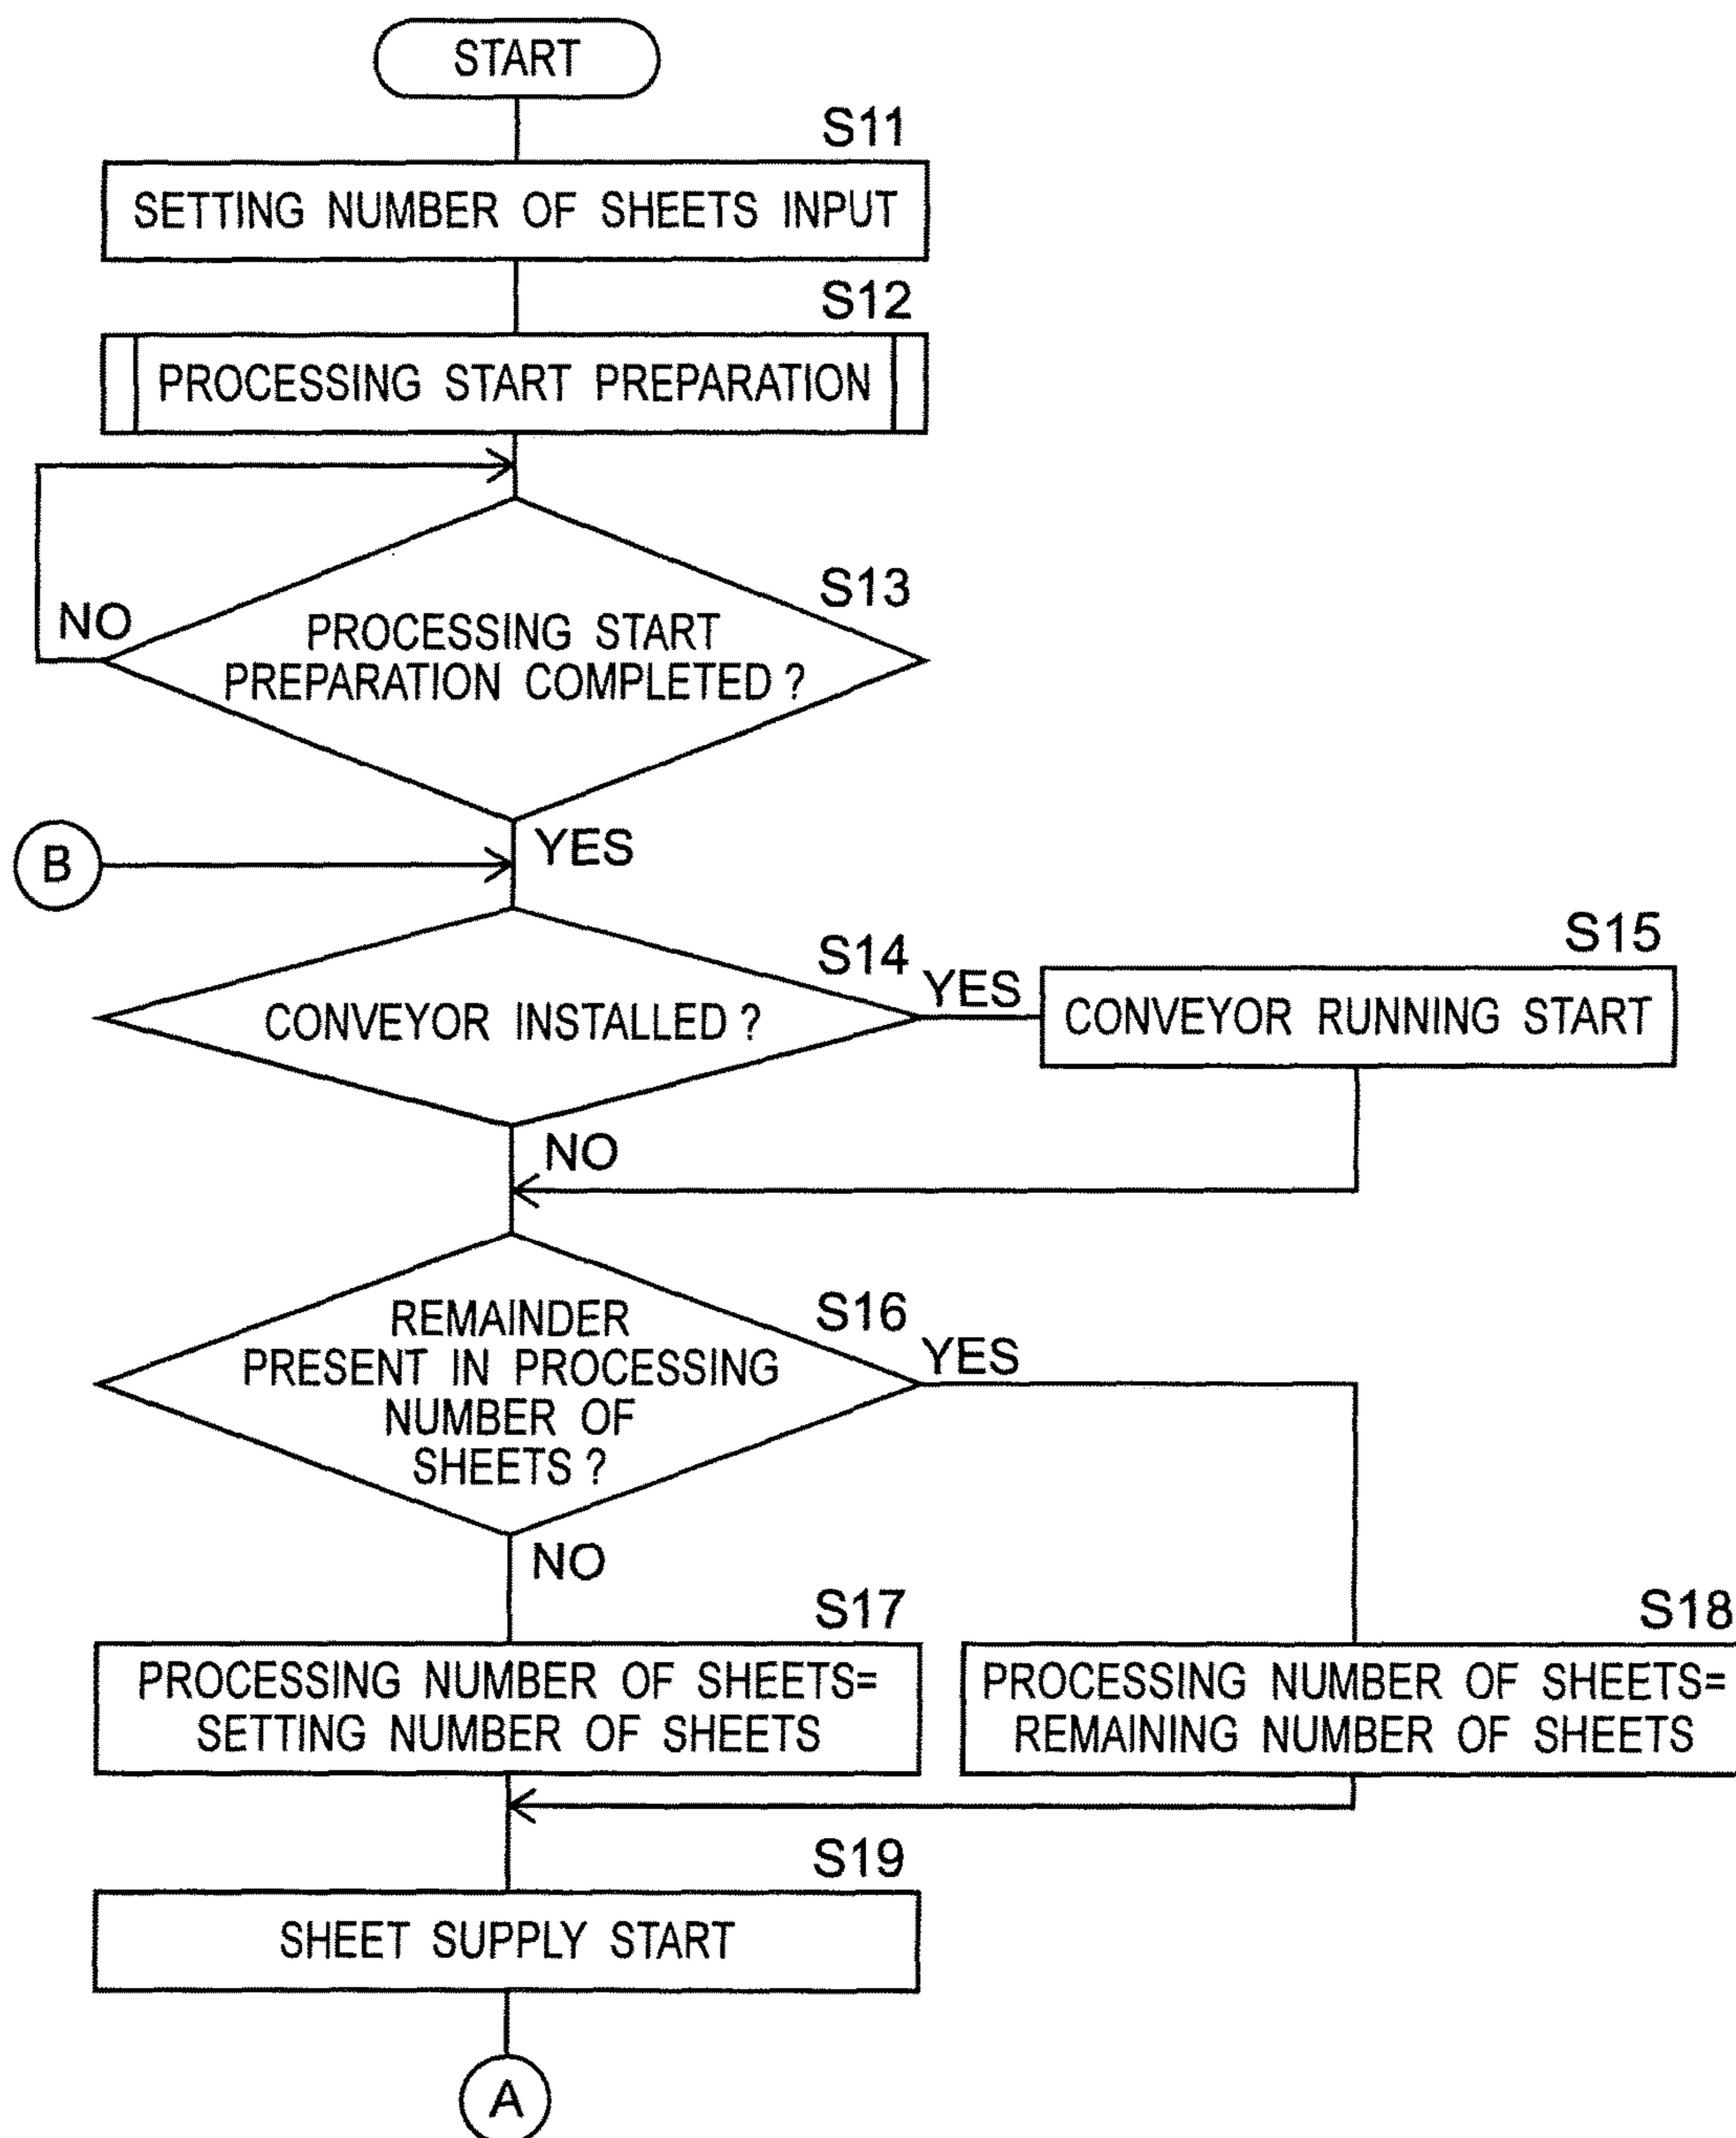 START
S11
SETTING NUMBER OF SHEETS INPUT
S12
PROCESSING START PREPARATION
S13
NO
PROCESSING START
PREPARATION COMPLETED ?
YES
B
S14
CONVEYOR INSTALLED ?
YES
S15
CONVEYOR RUNNING START
NO
S16
REMAINDER
PRESENT IN PROCESSING
NUMBER OF
SHEETS ?
YES
NO
S17
PROCESSING NUMBER OF SHEETS=
SETTING NUMBER OF SHEETS
S18
PROCESSING NUMBER OF SHEETS=
REMAINING NUMBER OF SHEETS
S19
SHEET SUPPLY START
A